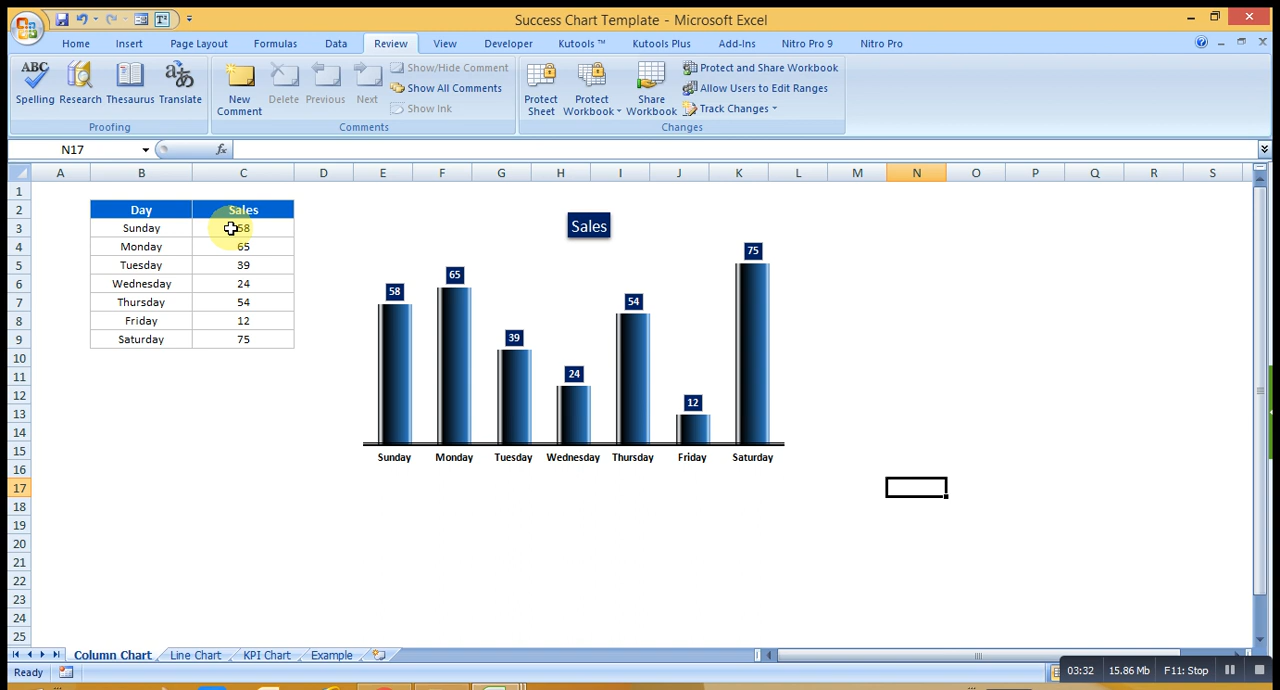 Success Chart Template - Microsoft Excel
Home Insert Page Layout Formulas Data Review View Developer Kutools ™ Kutools Plus Add-Ins Nitro Pro 9 Nitro Pro
ABC
Spelling Research Thesaurus Translate
Proofing
New Comment Delete Previous Next
Show/Hide Comment
Show All Comments
Show Ink
Comments
Protect Sheet Protect Workbook Share Workbook
Protect and Share Workbook
Allow Users to Edit Ranges
Track Changes
Changes
N17 fx
A B C D E F G H I J K L M N O P Q R S
1
2 Day Sales
3 Sunday 58
4 Monday 65
5 Tuesday 39
6 Wednesday 24
7 Thursday 54
8 Friday 12
9 Saturday 75
10
11
12
13
14
15
16
17
18
19
20
21
22
23
24
25
Sales
58 65 39 24 54 12 75
Sunday Monday Tuesday Wednesday Thursday Friday Saturday
Column Chart Line Chart KPI Chart Example
Ready
03:32 15.86 Mb F11: Stop